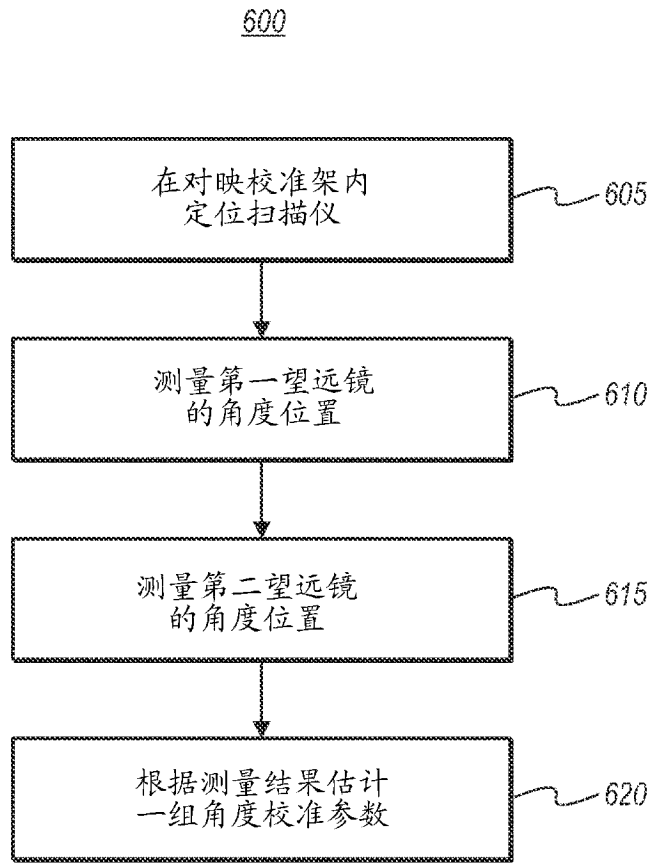 600
在对映校准架内
定位扫描仪
605
测量第一望远镜
的角度位置
610
测量第二望远镜
的角度位置
615
根据测量结果估计
一组角度校准参数
620